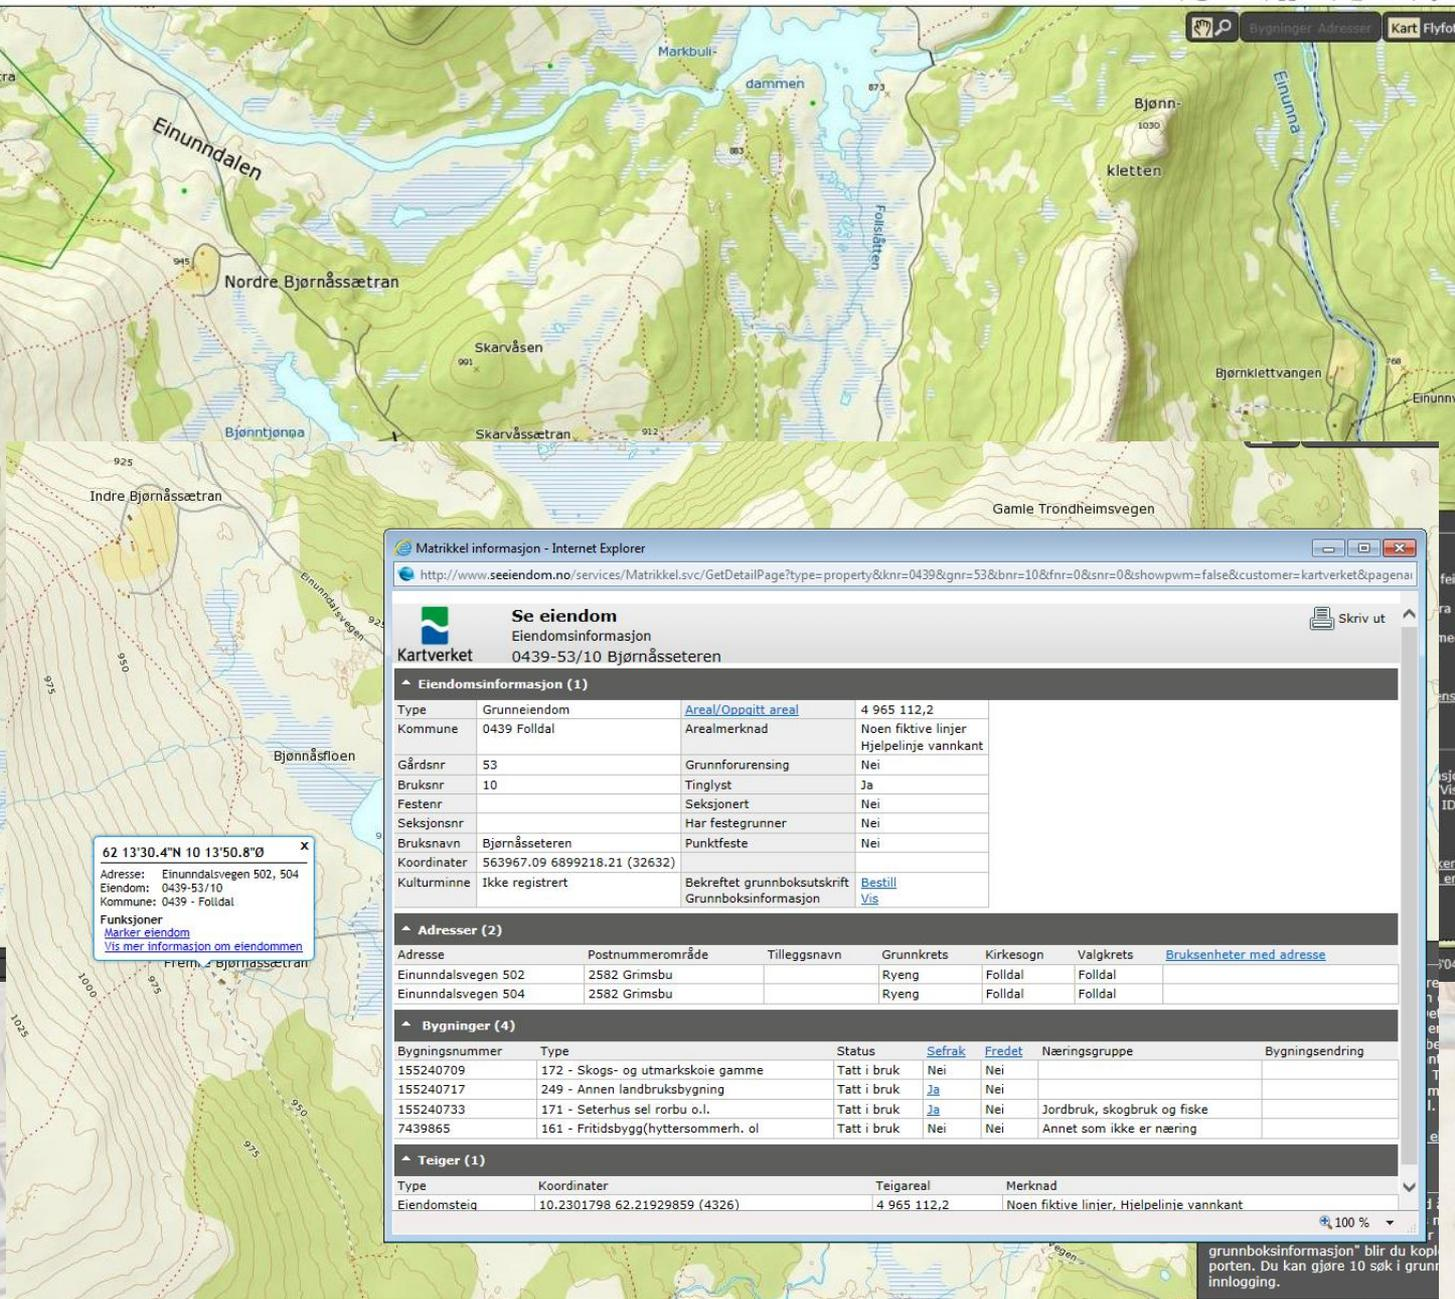 Bygninger Adresser
Kart Flyfot
Markbuli-
dammen
873
Einunna
Bjønn-
1030
kletten
Einunndalen
883
Follslåtten
945
Nordre Bjørnåssætran
Skarvåsen
991
Bjørnklettvangen
768
Einunnv
Bjønntjønna
Skarvåssætran
912
925
Indre Bjørnåssætran
Gamle Trondheimsvegen
Einunndalsvegen
925
950
975
Bjønnåsfloen
62 13'30.4"N 10 13'50.8"Ø x
Adresse: Einunndalsvegen 502, 504
Eiendom: 0439-53/10
Kommune: 0439 - Folldal
Funksjoner
Marker eiendom
Vis mer informasjon om eiendommen
Bjørnåssætran
1000
975
1025
950
975
Matrikkel informasjon - Internet Explorer
http://www.seeiendom.no/services/Matrikkel.svc/GetDetailPage?type=property&knr=0439&gnr=53&bnr=10&fnr=0&snr=0&showpwm=false&customer=kartverket&pagenai
Kartverket
Se eiendom
Eiendomsinformasjon
0439-53/10 Bjørnåsseteren
Skriv ut
Eiendomsinformasjon (1)
Type Grunneiendom Areal/Oppgitt areal 4 965 112,2
Kommune 0439 Folldal Arealmerknad Noen fiktive linjer
Hjelpelinje vannkant
Gårdsnr 53 Grunnforurensing Nei
Bruksnr 10 Tinglyst Ja
Festenr Seksjonert Nei
Seksjonsnr Har festegrunner Nei
Bruksnavn Bjørnåsseteren Punktfeste Nei
Koordinater 563967.09 6899218.21 (32632)
Kulturminne Ikke registrert Bekreftet grunnboksutskrift Bestill
Grunnboksinformasjon Vis
Adresser (2)
Adresse Postnummerområde Tilleggsnavn Grunnkrets Kirkesogn Valgkrets Bruksenheter med adresse
Einunndalsvegen 502 2582 Grimsbu Ryeng Folldal Folldal
Einunndalsvegen 504 2582 Grimsbu Ryeng Folldal Folldal
Bygninger (4)
Bygningsnummer Type Status Sefrak Fredet Næringsgruppe Bygningsendring
155240709 172 - Skogs- og utmarkskoie gamme Tatt i bruk Nei Nei
155240717 249 - Annen landbruksbygning Tatt i bruk Ja Nei
155240733 171 - Seterhus sel rorbu o.l. Tatt i bruk Ja Nei Jordbruk, skogbruk og fiske
7439865 161 - Fritidsbygg(hyttersommerh. ol Tatt i bruk Nei Nei Annet som ikke er næring
Teiger (1)
Type Koordinater Teigareal Merknad
Eiendomsteig 10.2301798 62.21929859 (4326) 4 965 112,2 Noen fiktive linjer, Hjelpelinje vannkant
100 %
grunnboksinformasjon" blir du kopl
porten. Du kan gjøre 10 søk i grunr
innlogging.